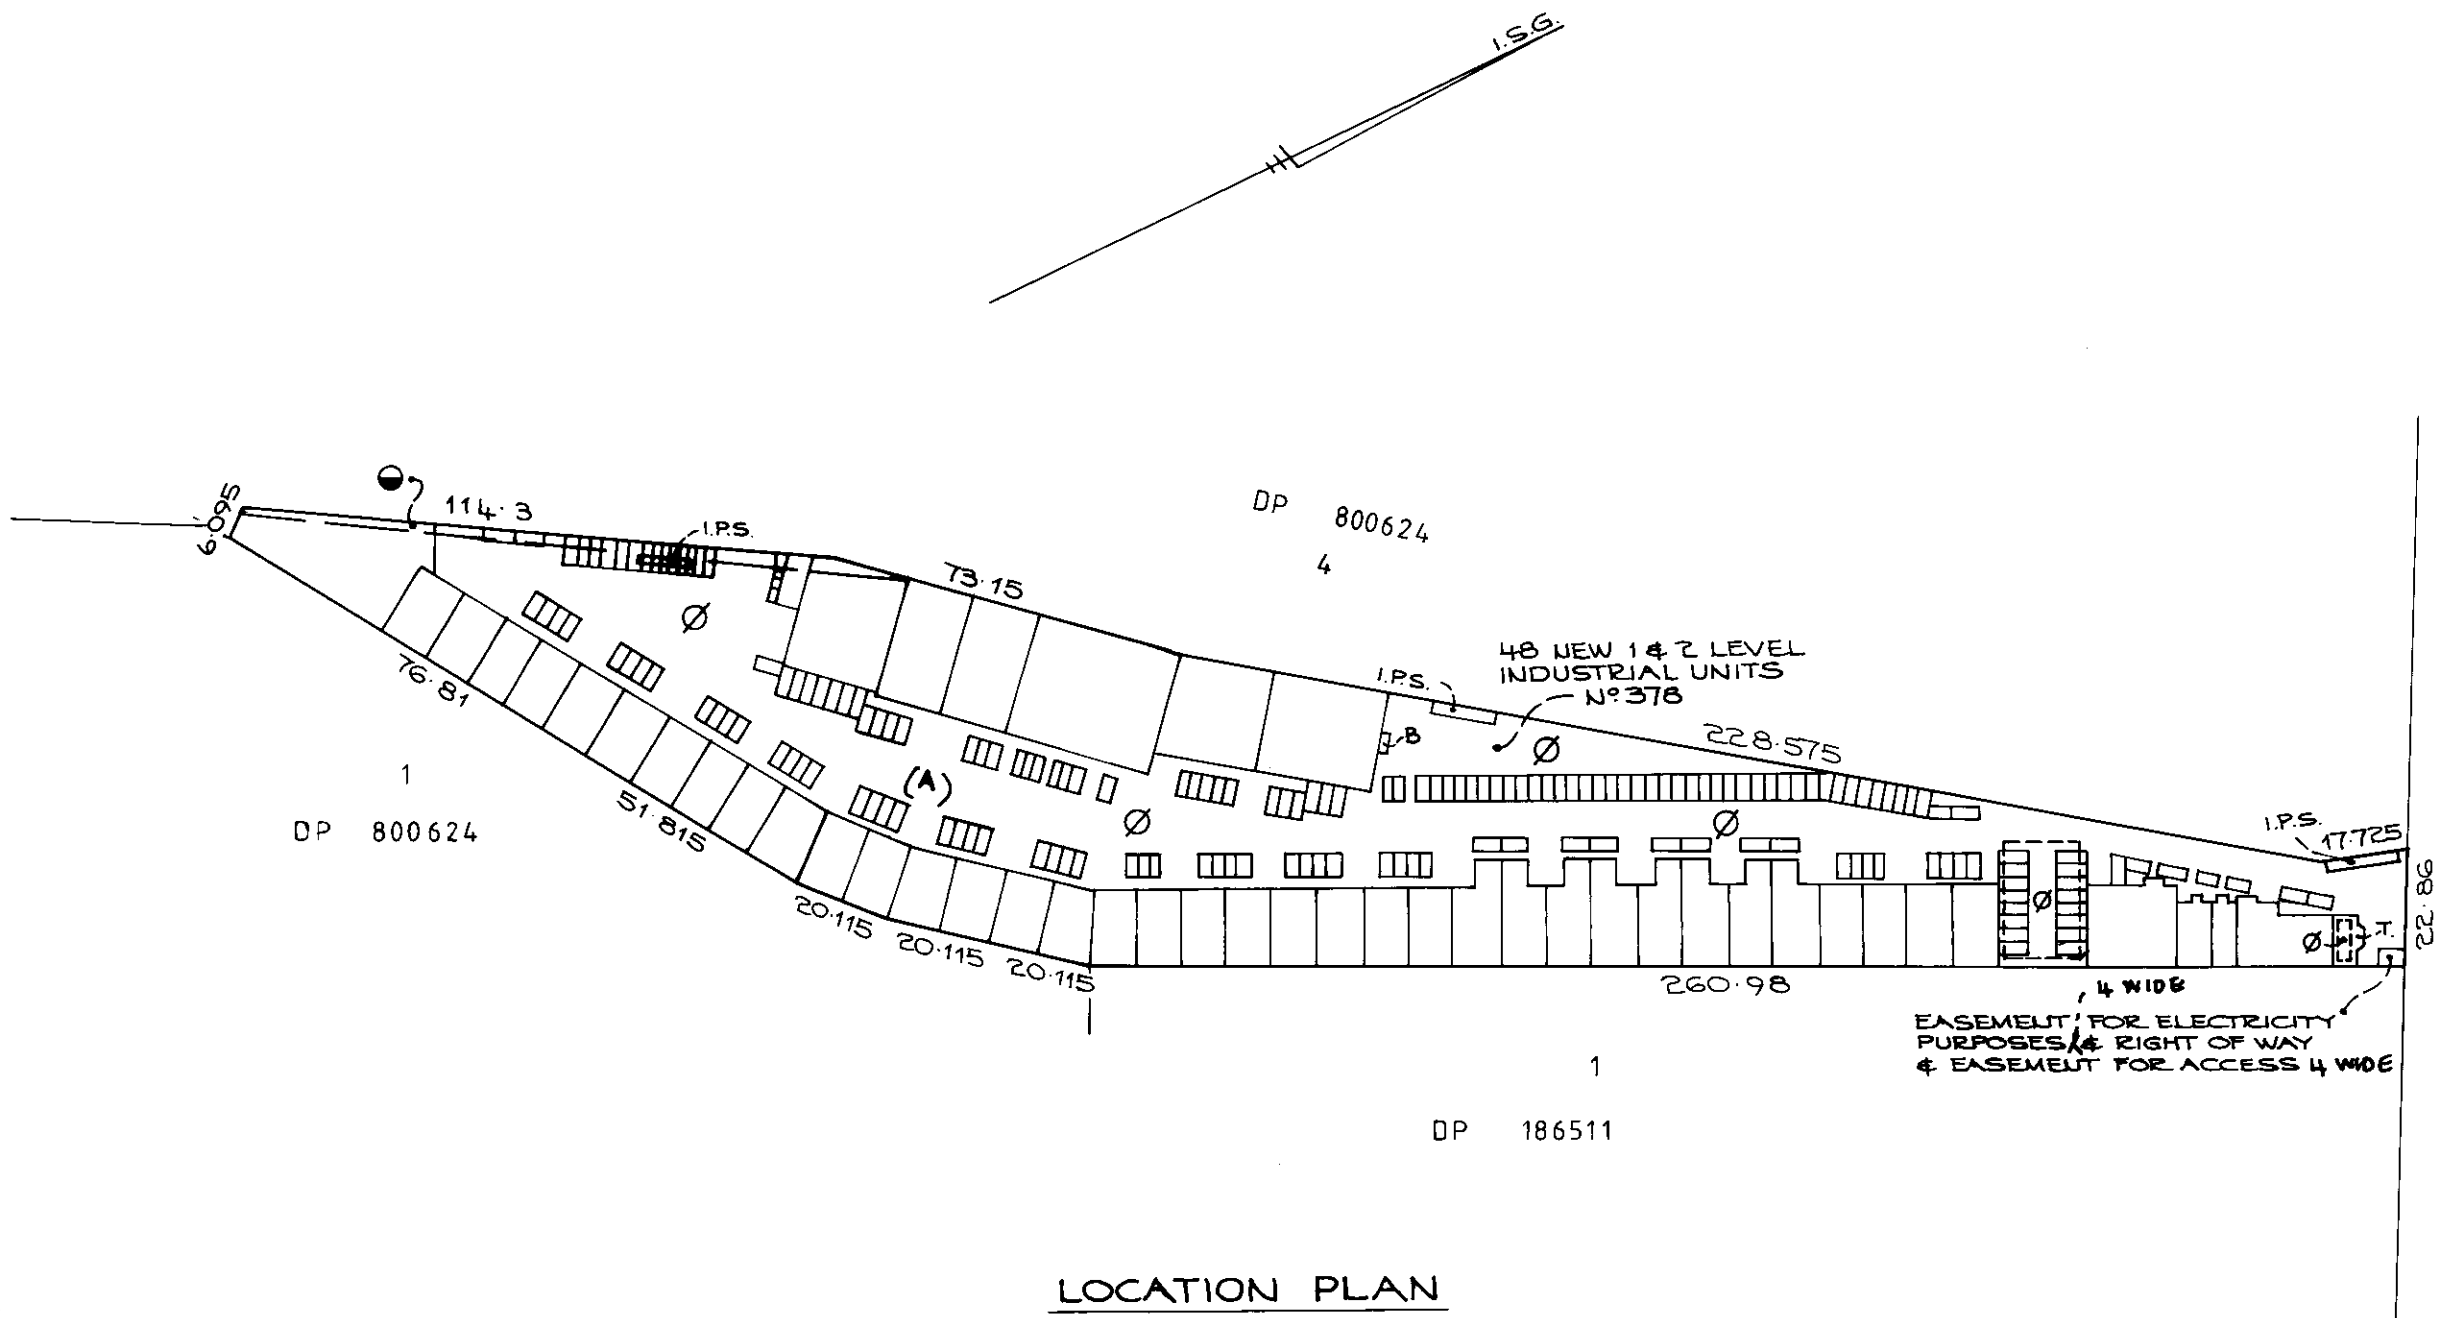 I.S.G.
6.095
114.3
I.P.S.
73.15
DP 800624
4
48 NEW 1 & 2 LEVEL
INDUSTRIAL UNITS
Nº 378
I.P.S.
B
228.575
I.P.S.
17.725
22.86
Ø
Ø
Ø
Ø
Ø
Ø
T.
(A)
76.81
1
DP 800624
51.815
20.115
20.115
20.115
260.98
4 WIDE
EASEMENT FOR ELECTRICITY
PURPOSES & RIGHT OF WAY
& EASEMENT FOR ACCESS 4 WIDE
1
DP 186511
LOCATION PLAN